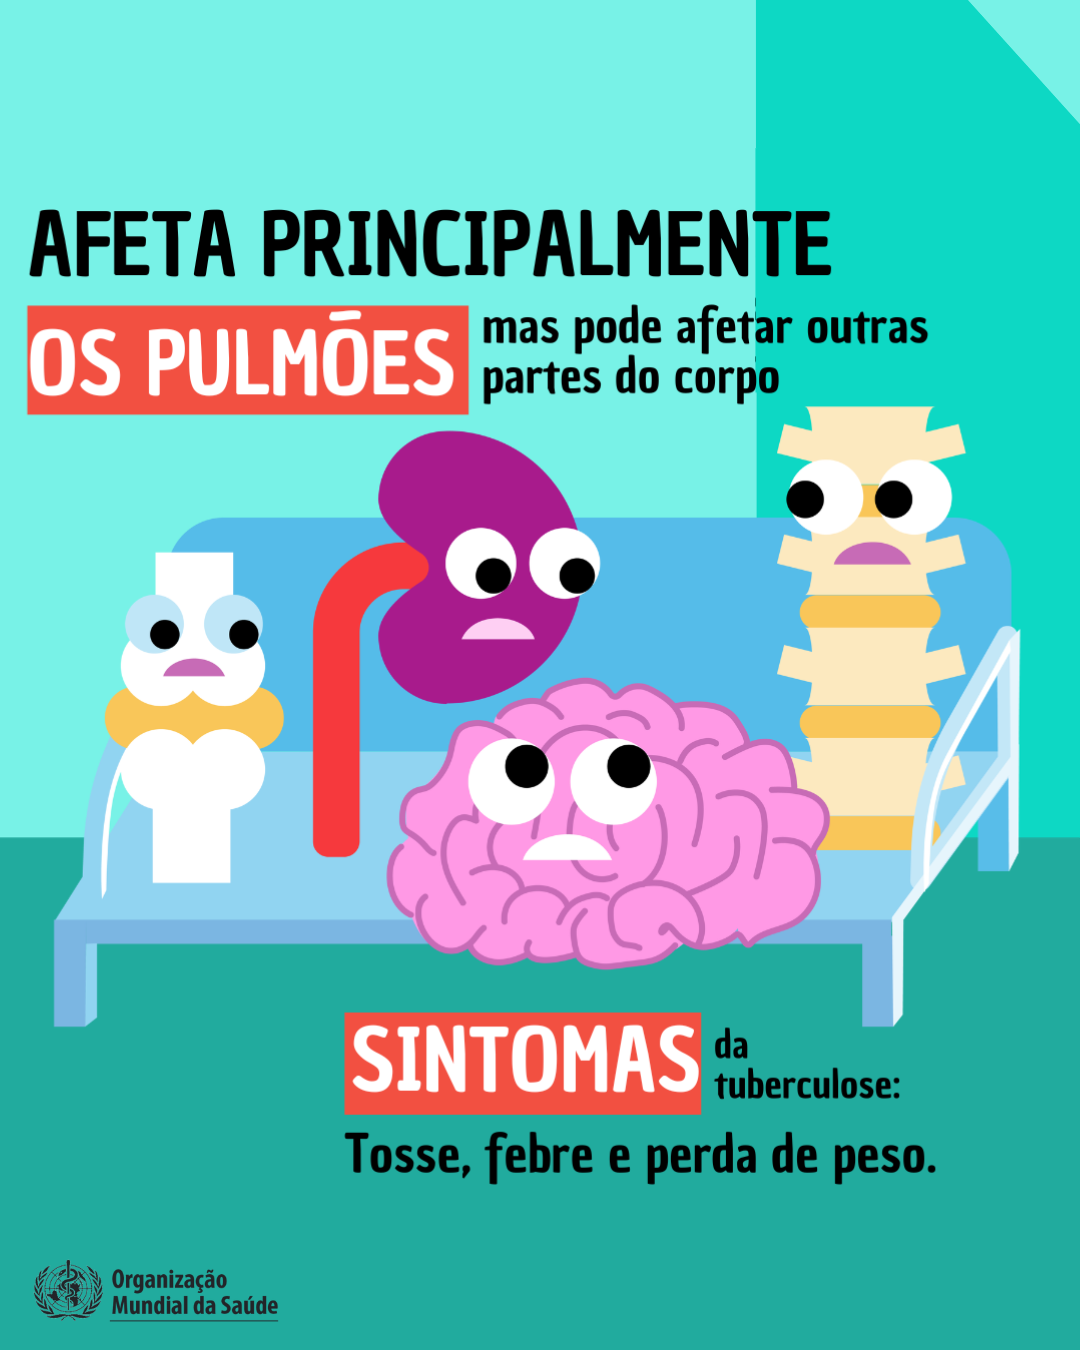 AFETA PRINCIPALMENTE
OS PULMÕES
mas pode afetar outras
partes do corpo
SINTOMAS
da
tuberculose:
Tosse, febre e perda de peso.
Organização
Mundial da Saúde